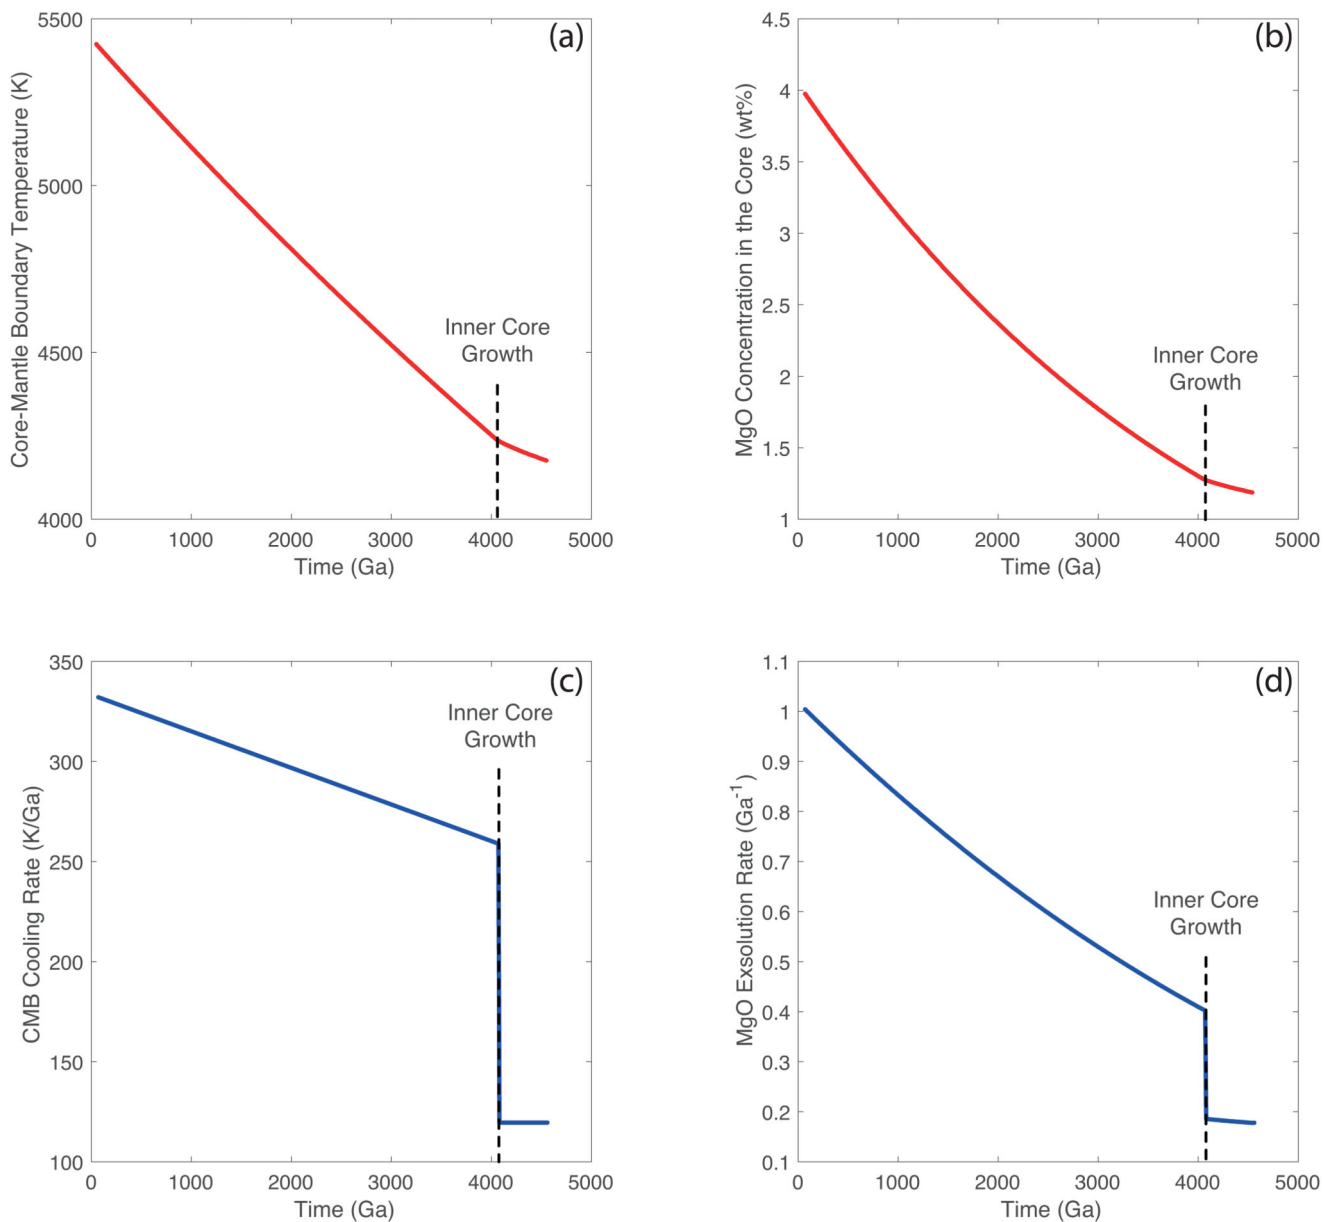 (a)
5500
5000
4500
4000
Core-Mantle Boundary Temperature (K)
Inner Core
Growth
0 1000 2000 3000 4000 5000
Time (Ga)
(b)
4.5
4
3.5
3
2.5
2
1.5
1
MgO Concentration in the Core (wt%)
Inner Core
Growth
0 1000 2000 3000 4000 5000
Time (Ga)
(c)
350
300
250
200
150
100
CMB Cooling Rate (K/Ga)
Inner Core
Growth
0 1000 2000 3000 4000 5000
Time (Ga)
(d)
1.1
1
0.9
0.8
0.7
0.6
0.5
0.4
0.3
0.2
0.1
MgO Exsolution Rate (Ga⁻¹)
Inner Core
Growth
0 1000 2000 3000 4000 5000
Time (Ga)